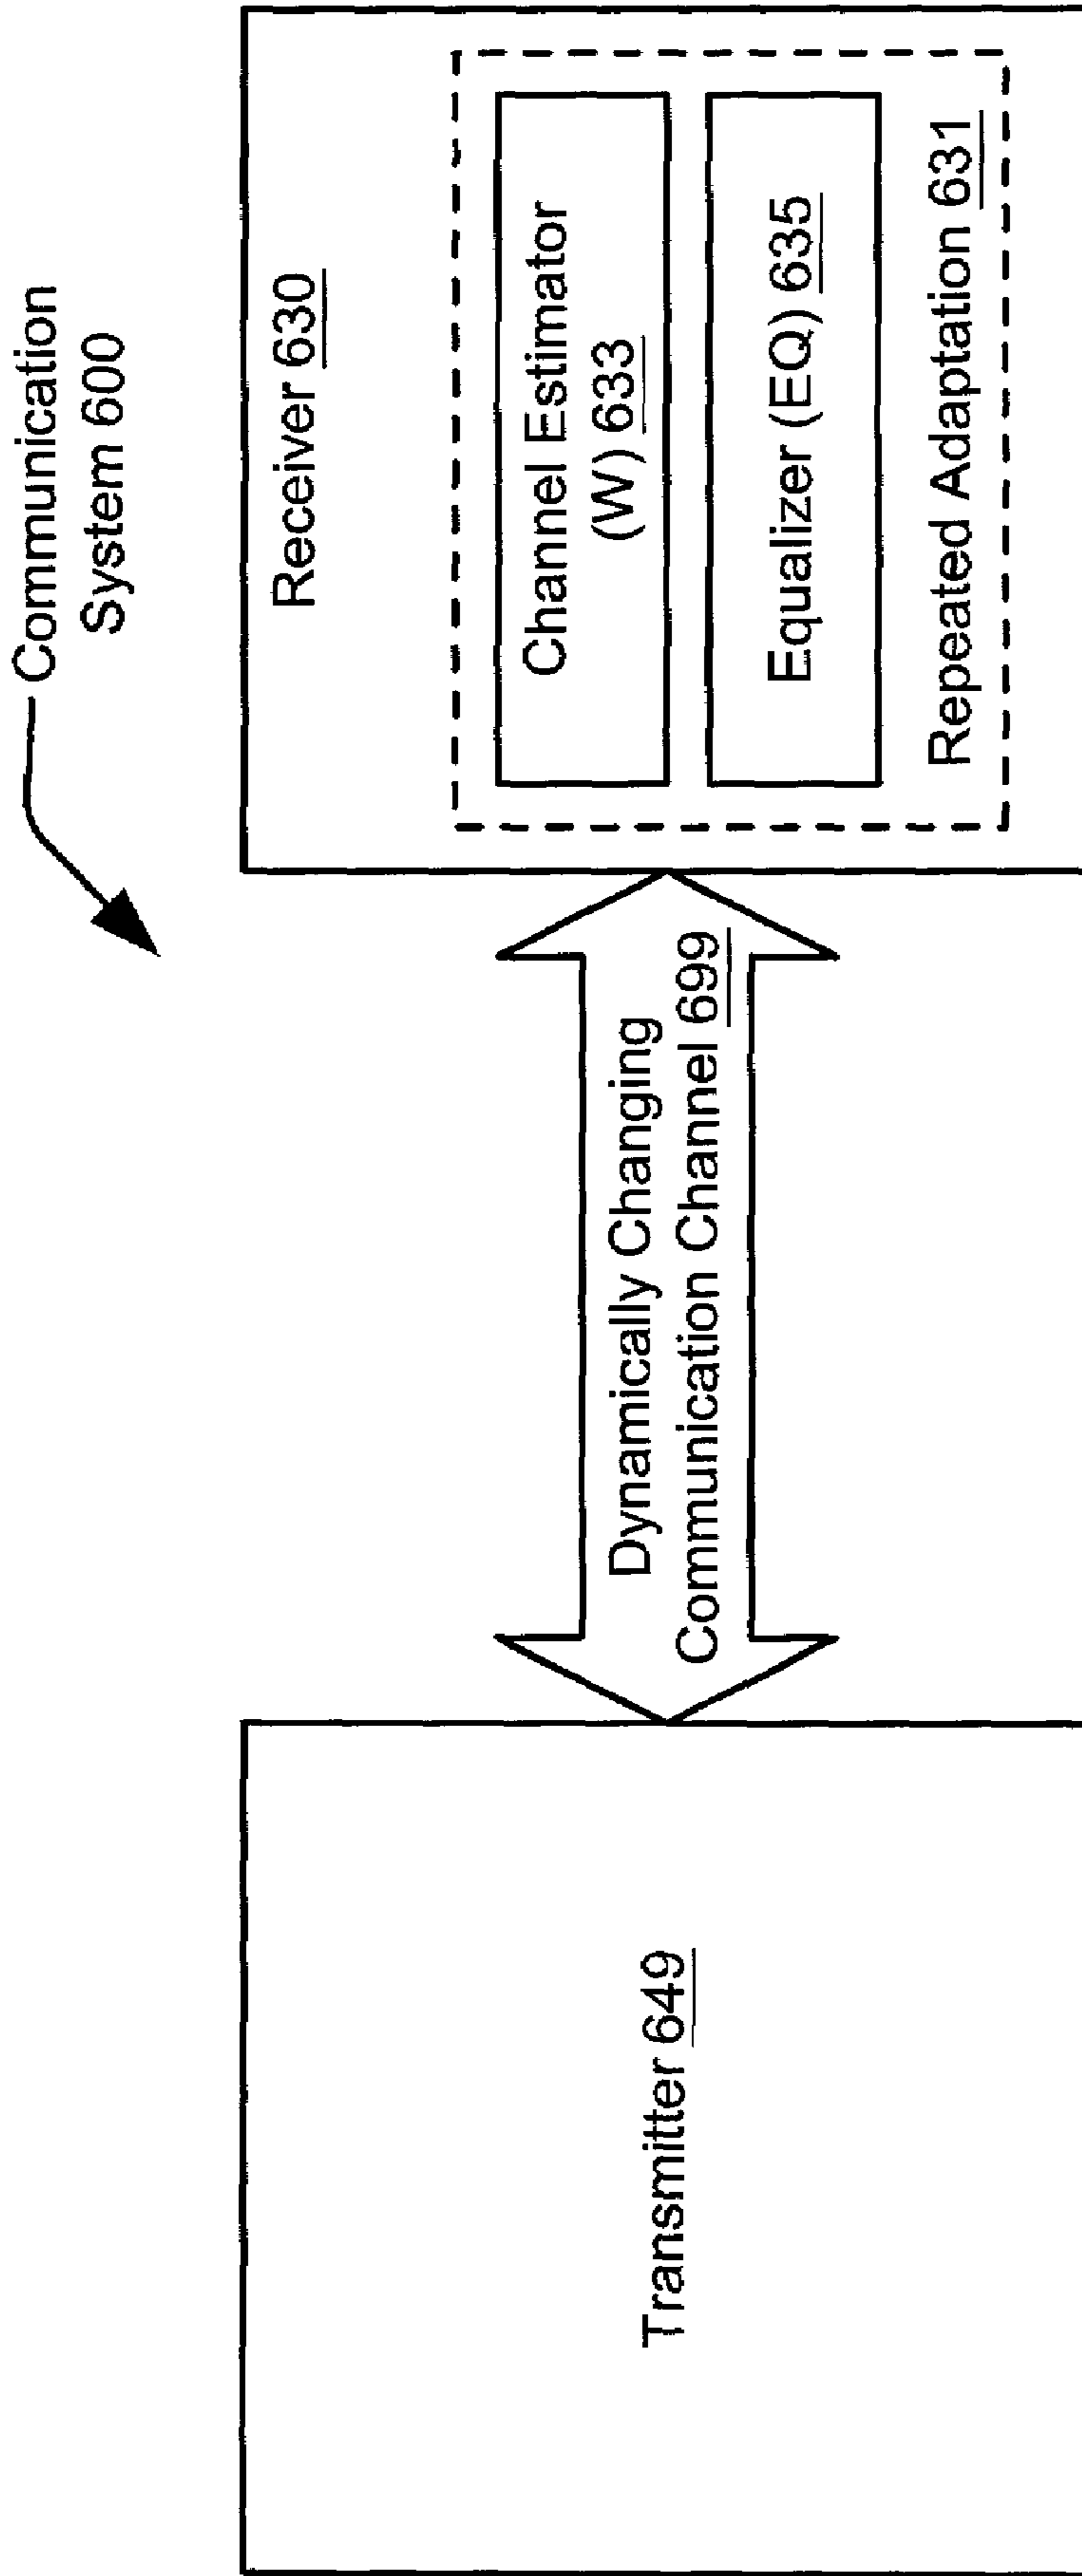 Communication
System 600
Transmitter 649
Dynamically Changing
Communication Channel 699
Receiver 630
Channel Estimator
(W) 633
Equalizer (EQ) 635
Repeated Adaptation 631